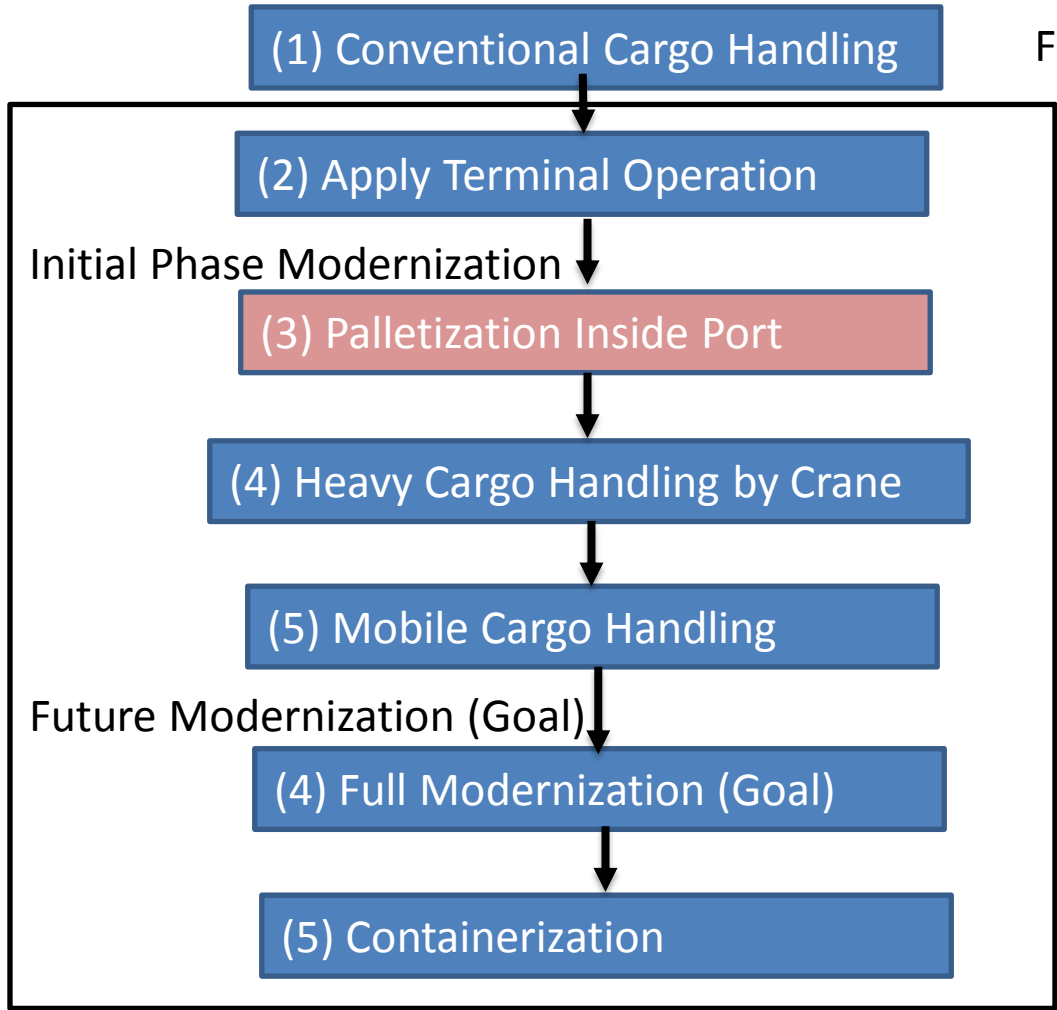 (1) Conventional Cargo Handling
F
(2) Apply Terminal Operation
Initial Phase Modernization
(3) Palletization Inside Port
(4) Heavy Cargo Handling by Crane
(5) Mobile Cargo Handling
Future Modernization (Goal)
(4) Full Modernization (Goal)
(5) Containerization